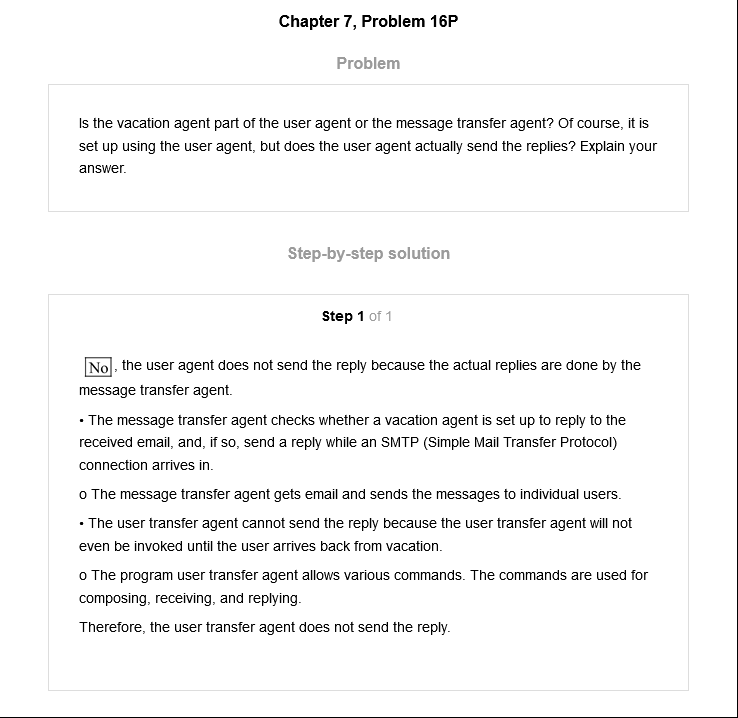 Chapter 7, Problem 16P
Problem
Is the vacation agent part of the user agent or the message transfer agent? Of course, it is
set up using the user agent, but does the user agent actually send the replies? Explain your
answer.
Step-by-step solution
Step 1 of 1
No, the user agent does not send the reply because the actual replies are done by the
message transfer agent.
• The message transfer agent checks whether a vacation agent is set up to reply to the
received email, and, if so, send a reply while an SMTP (Simple Mail Transfer Protocol)
connection arrives in.
o The message transfer agent gets email and sends the messages to individual users.
• The user transfer agent cannot send the reply because the user transfer agent will not
even be invoked until the user arrives back from vacation.
o The program user transfer agent allows various commands. The commands are used for
composing, receiving, and replying.
Therefore, the user transfer agent does not send the reply.